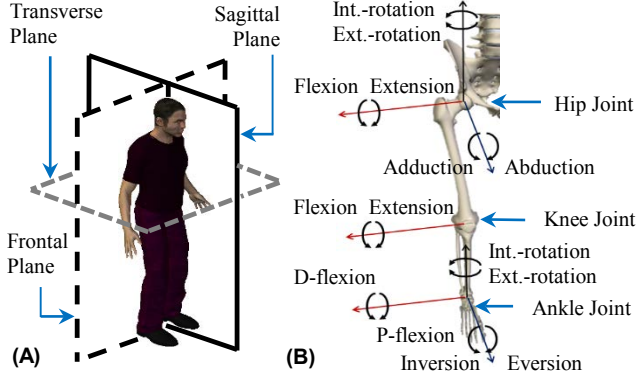 Transverse
Plane
Sagittal
Plane
Frontal
Plane
(A)
Int.-rotation
Ext.-rotation
Flexion Extension
Hip Joint
Adduction Abduction
Flexion Extension
Knee Joint
Int.-rotation
Ext.-rotation
D-flexion
Ankle Joint
P-flexion
Inversion Eversion
(B)